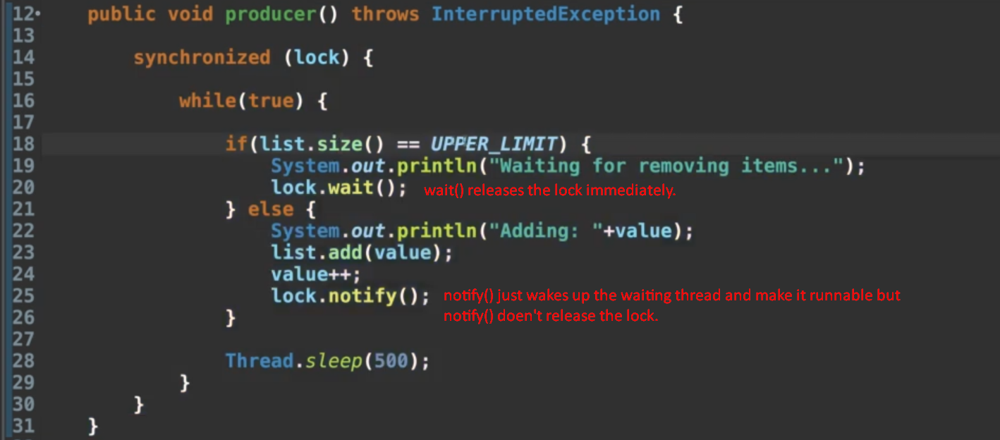 12 public void producer() throws InterruptedException {
13
14 synchronized (lock) {
15
16 while(true) {
17
18 if(list.size() == UPPER_LIMIT) {
19 System.out.println("Waiting for removing items...");
20 lock.wait(); wait() releases the lock immediately.
21 } else {
22 System.out.println("Adding: "+value);
23 list.add(value);
24 value++;
25 lock.notify(); notify() just wakes up the waiting thread and make it runnable but
notify() doen't release the lock.
26 }
27
28 Thread.sleep(500);
29 }
30 }
31 }